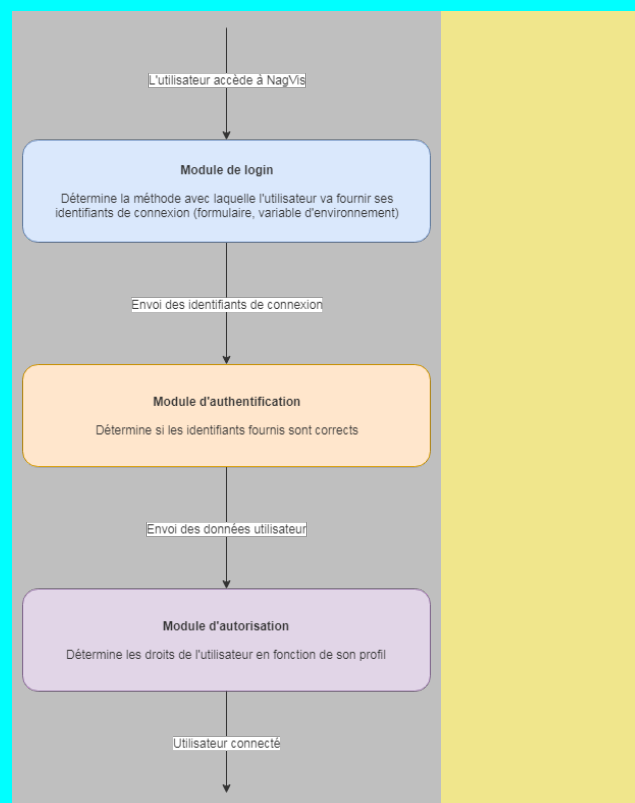 L'utilisateur accède à NagVis
Module de login
Détermine la méthode avec laquelle l'utilisateur va fournir ses
identifiants de connexion (formulaire, variable d'environnement)
Envoi des identifiants de connexion
Module d'authentification
Détermine si les identifiants fournis sont corrects
Envoi des données utilisateur
Module d'autorisation
Détermine les droits de l'utilisateur en fonction de son profil
Utilisateur connecté